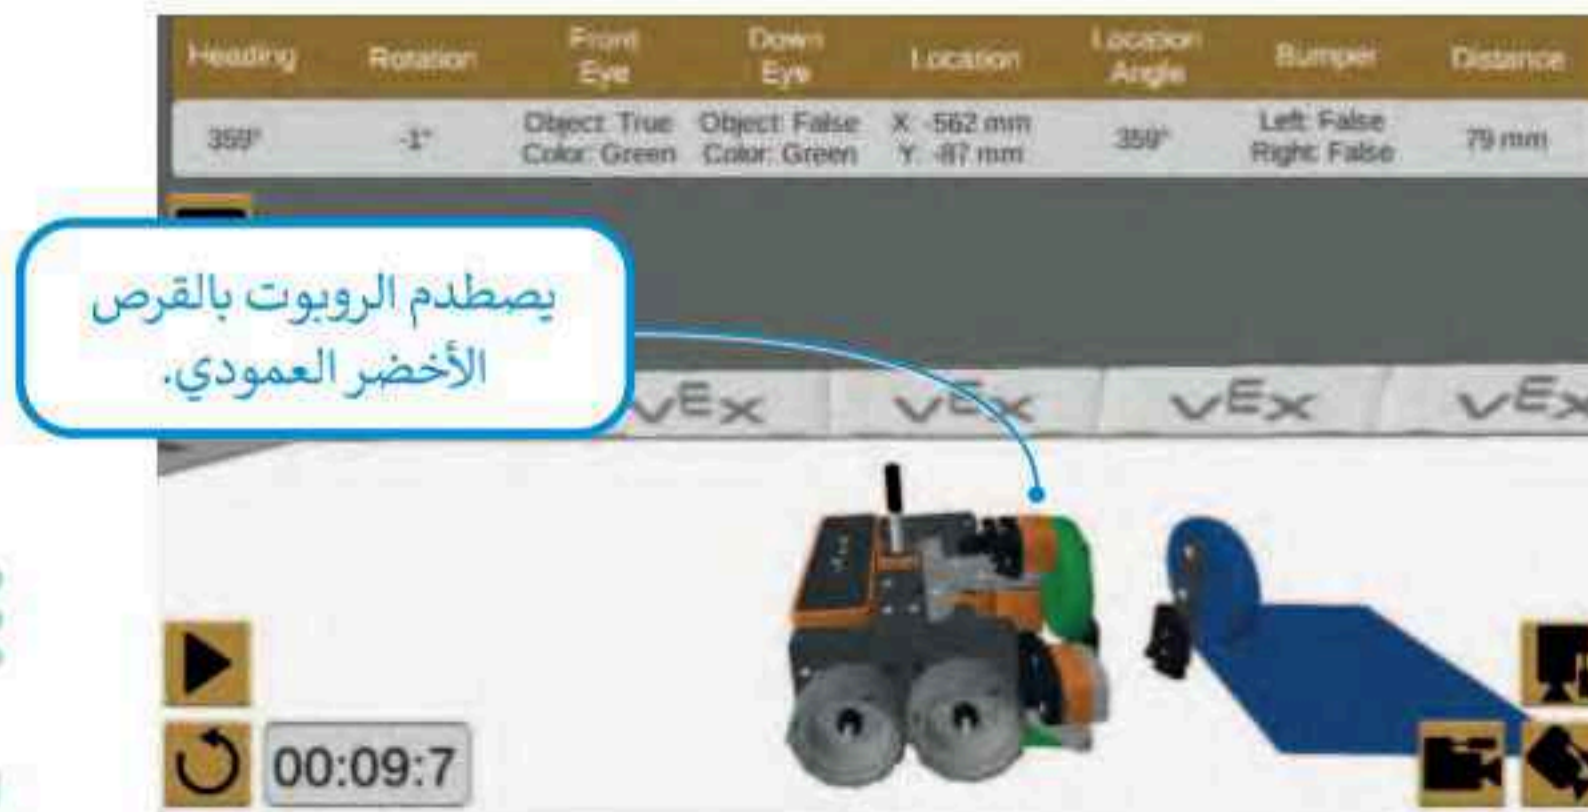 Heading Rotation Front Eye Down Eye Location Location Angle Bumper Distance
359° -1° Object: True Object: False X: -562 mm 359° Left: False 79 mm
Color: Green Color: Green Y: -87 mm Right: False
يصطدم الروبوت بالقرص
الأخضر العمودي.
VEX VEX VEX VEX
00:09:7